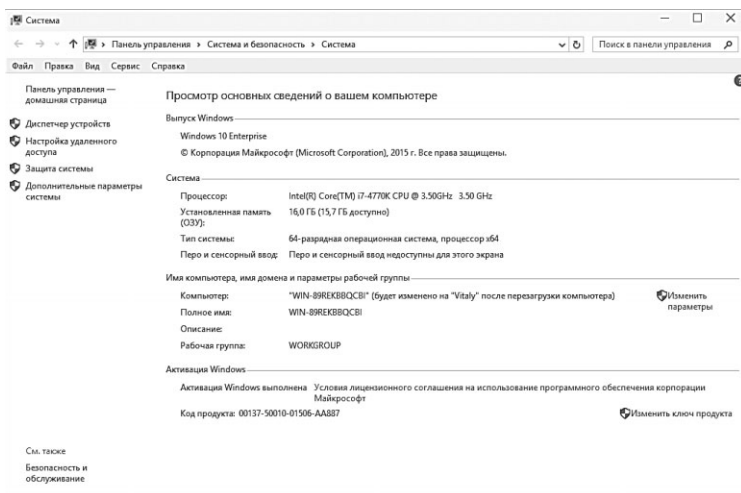 Система
Панель управления › Система и безопасность › Система
Поиск в панели управления
Файл Правка Вид Сервис Справка
Панель управления —
домашняя страница
Диспетчер устройств
Настройка удаленного
доступа
Защита системы
Дополнительные параметры
системы
Просмотр основных сведений о вашем компьютере
Выпуск Windows
Windows 10 Enterprise
© Корпорация Майкрософт (Microsoft Corporation), 2015 г. Все права защищены.
Система
Процессор: Intel(R) Core(TM) i7-4770K CPU @ 3.50GHz 3.50 GHz
Установленная память 16,0 ГБ (15,7 ГБ доступно)
(ОЗУ):
Тип системы: 64-разрядная операционная система, процессор x64
Перо и сенсорный ввод: Перо и сенсорный ввод недоступны для этого экрана
Имя компьютера, имя домена и параметры рабочей группы
Компьютер: "WIN-89REKBBQCBI" (будет изменено на "Vitaly" после перезагрузки компьютера)
Изменить
параметры
Полное имя: WIN-89REKBBQCBI
Описание:
Рабочая группа: WORKGROUP
Активация Windows
Активация Windows выполнена Условия лицензионного соглашения на использование программного обеспечения корпорации
Майкрософт
Код продукта: 00137-50010-01506-AA887
Изменить ключ продукта
См. также
Безопасность и
обслуживание